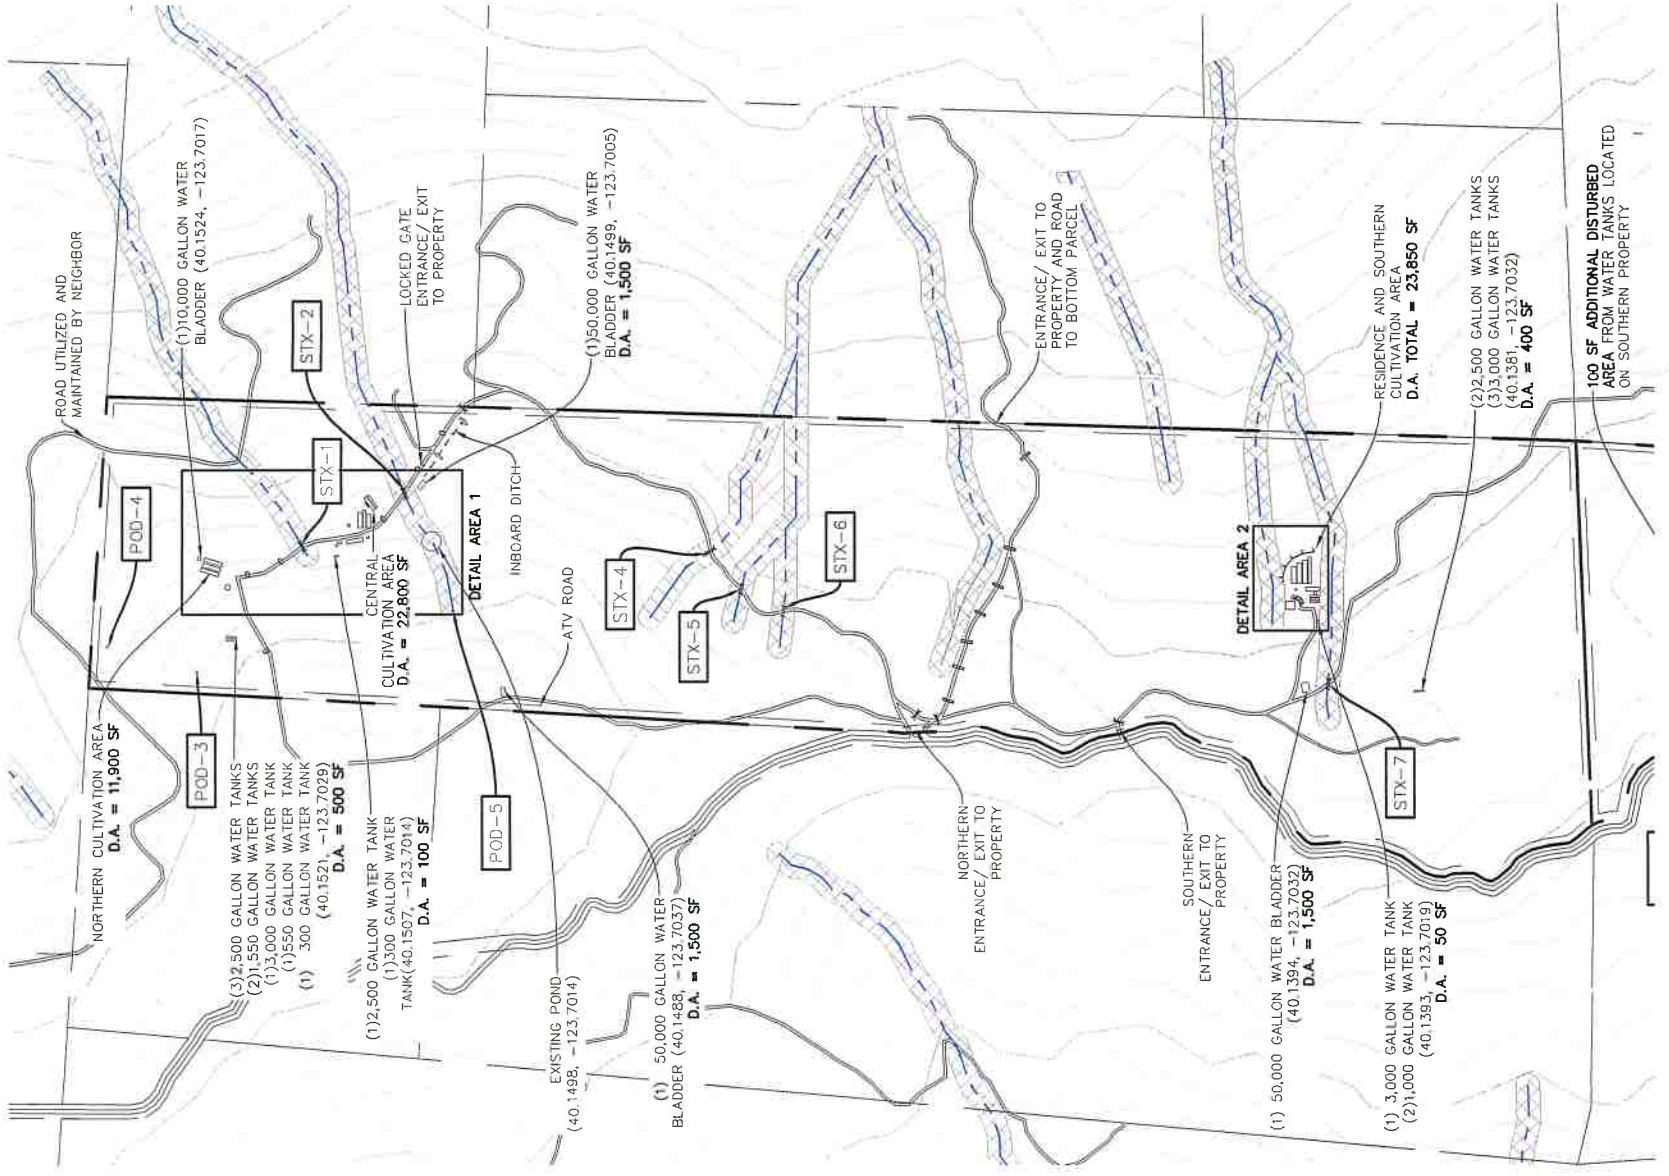 ROAD UTILIZED AND
MAINTAINED BY NEIGHBOR
(1)10,000 GALLON WATER
BLADDER (40.1524, -123.7017)
STX-2
LOCKED GATE
ENTRANCE/ EXIT
TO PROPERTY
(1)50,000 GALLON WATER
BLADDER (40.1499, -123.7005)
D.A. = 1,500 SF
ENTRANCE/ EXIT TO
PROPERTY AND ROAD
TO BOTTOM PARCEL
RESIDENCE AND SOUTHERN
CULTIVATION AREA
D.A. TOTAL = 23,850 SF
(2)2,500 GALLON WATER TANKS
(3)3,000 GALLON WATER TANKS
(40.1381, -123.7032)
D.A. = 400 SF
100 SF ADDITIONAL DISTURBED
AREA FROM WATER TANKS LOCATED
ON SOUTHERN PROPERTY
POD-4
STX-1
CENTRAL
CULTIVATION AREA
D.A. = 22,800 SF
DETAIL AREA 1
INBOARD DITCH
ATV ROAD
STX-4
STX-5
STX-6
DETAIL AREA 2
NORTHERN CULTIVATION AREA
D.A. = 11,900 SF
POD-3
(3)2,500 GALLON WATER TANKS
(2)1,550 GALLON WATER TANKS
(1)3,000 GALLON WATER TANK
(1)550 GALLON WATER TANK
(1) 300 GALLON WATER TANK
(40.1521, -123.7029)
D.A. = 500 SF
(1)2,500 GALLON WATER TANK
(1)300 GALLON WATER
TANK(40.1507, -123.7014)
D.A. = 100 SF
POD-5
EXISTING POND
(40.1498, -123.7014)
(1) 50,000 GALLON WATER
BLADDER (40.1488, -123.7037)
D.A. = 1,500 SF
NORTHERN
ENTRANCE/ EXIT TO
PROPERTY
SOUTHERN
ENTRANCE/ EXIT TO
PROPERTY
STX-7
(1) 50,000 GALLON WATER BLADDER
(40.1394, -123.7032)
D.A. = 1,500 SF
(1) 3,000 GALLON WATER TANK
(2)1,000 GALLON WATER TANK
(40.1393, -123.7019)
D.A. = 50 SF